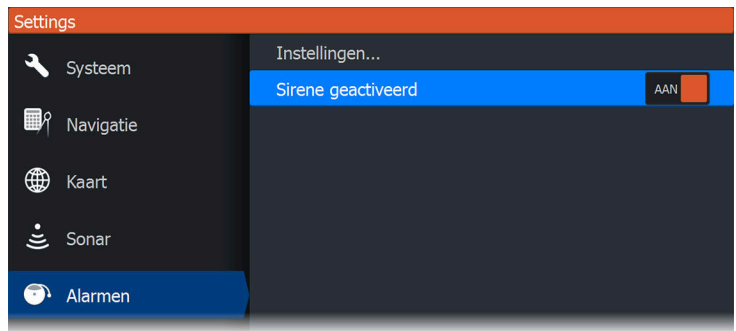 Settings
Systeem
Navigatie
Kaart
Sonar
Alarmen
Instellingen...
Sirene geactiveerd
AAN